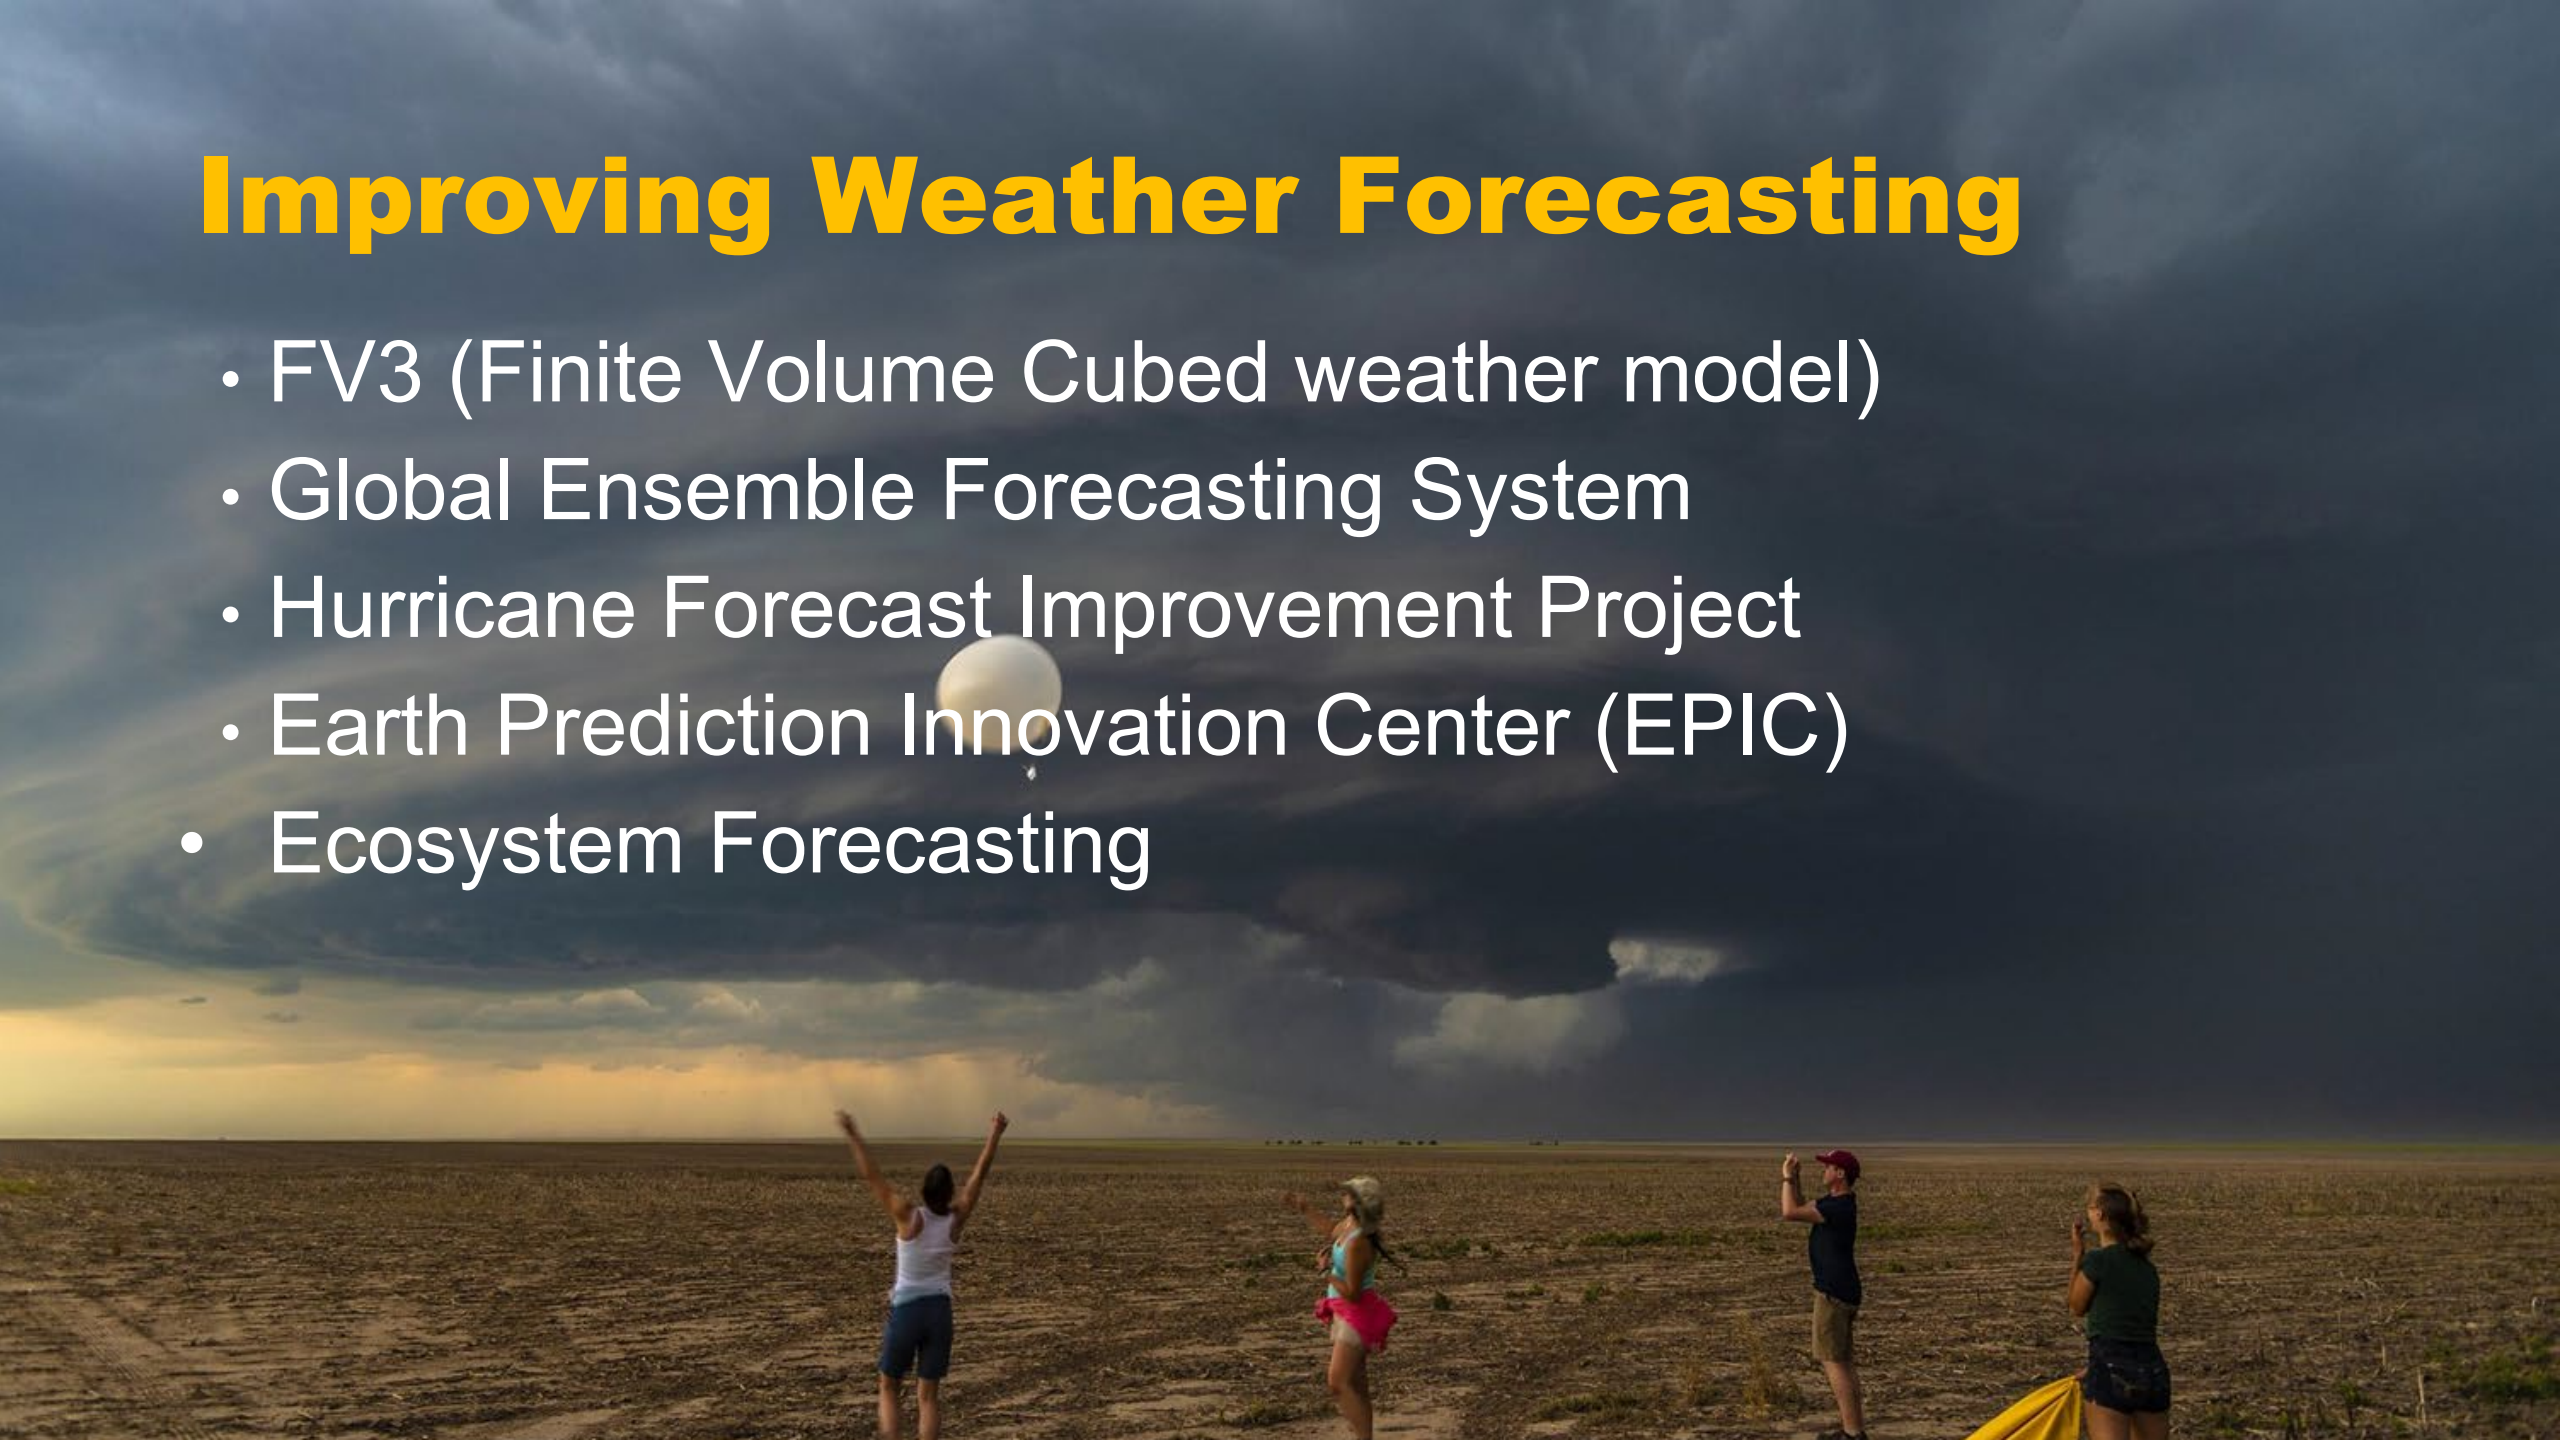 Improving Weather Forecasting
• FV3 (Finite Volume Cubed weather model)
• Global Ensemble Forecasting System
• Hurricane Forecast Improvement Project
• Earth Prediction Innovation Center (EPIC)
• Ecosystem Forecasting